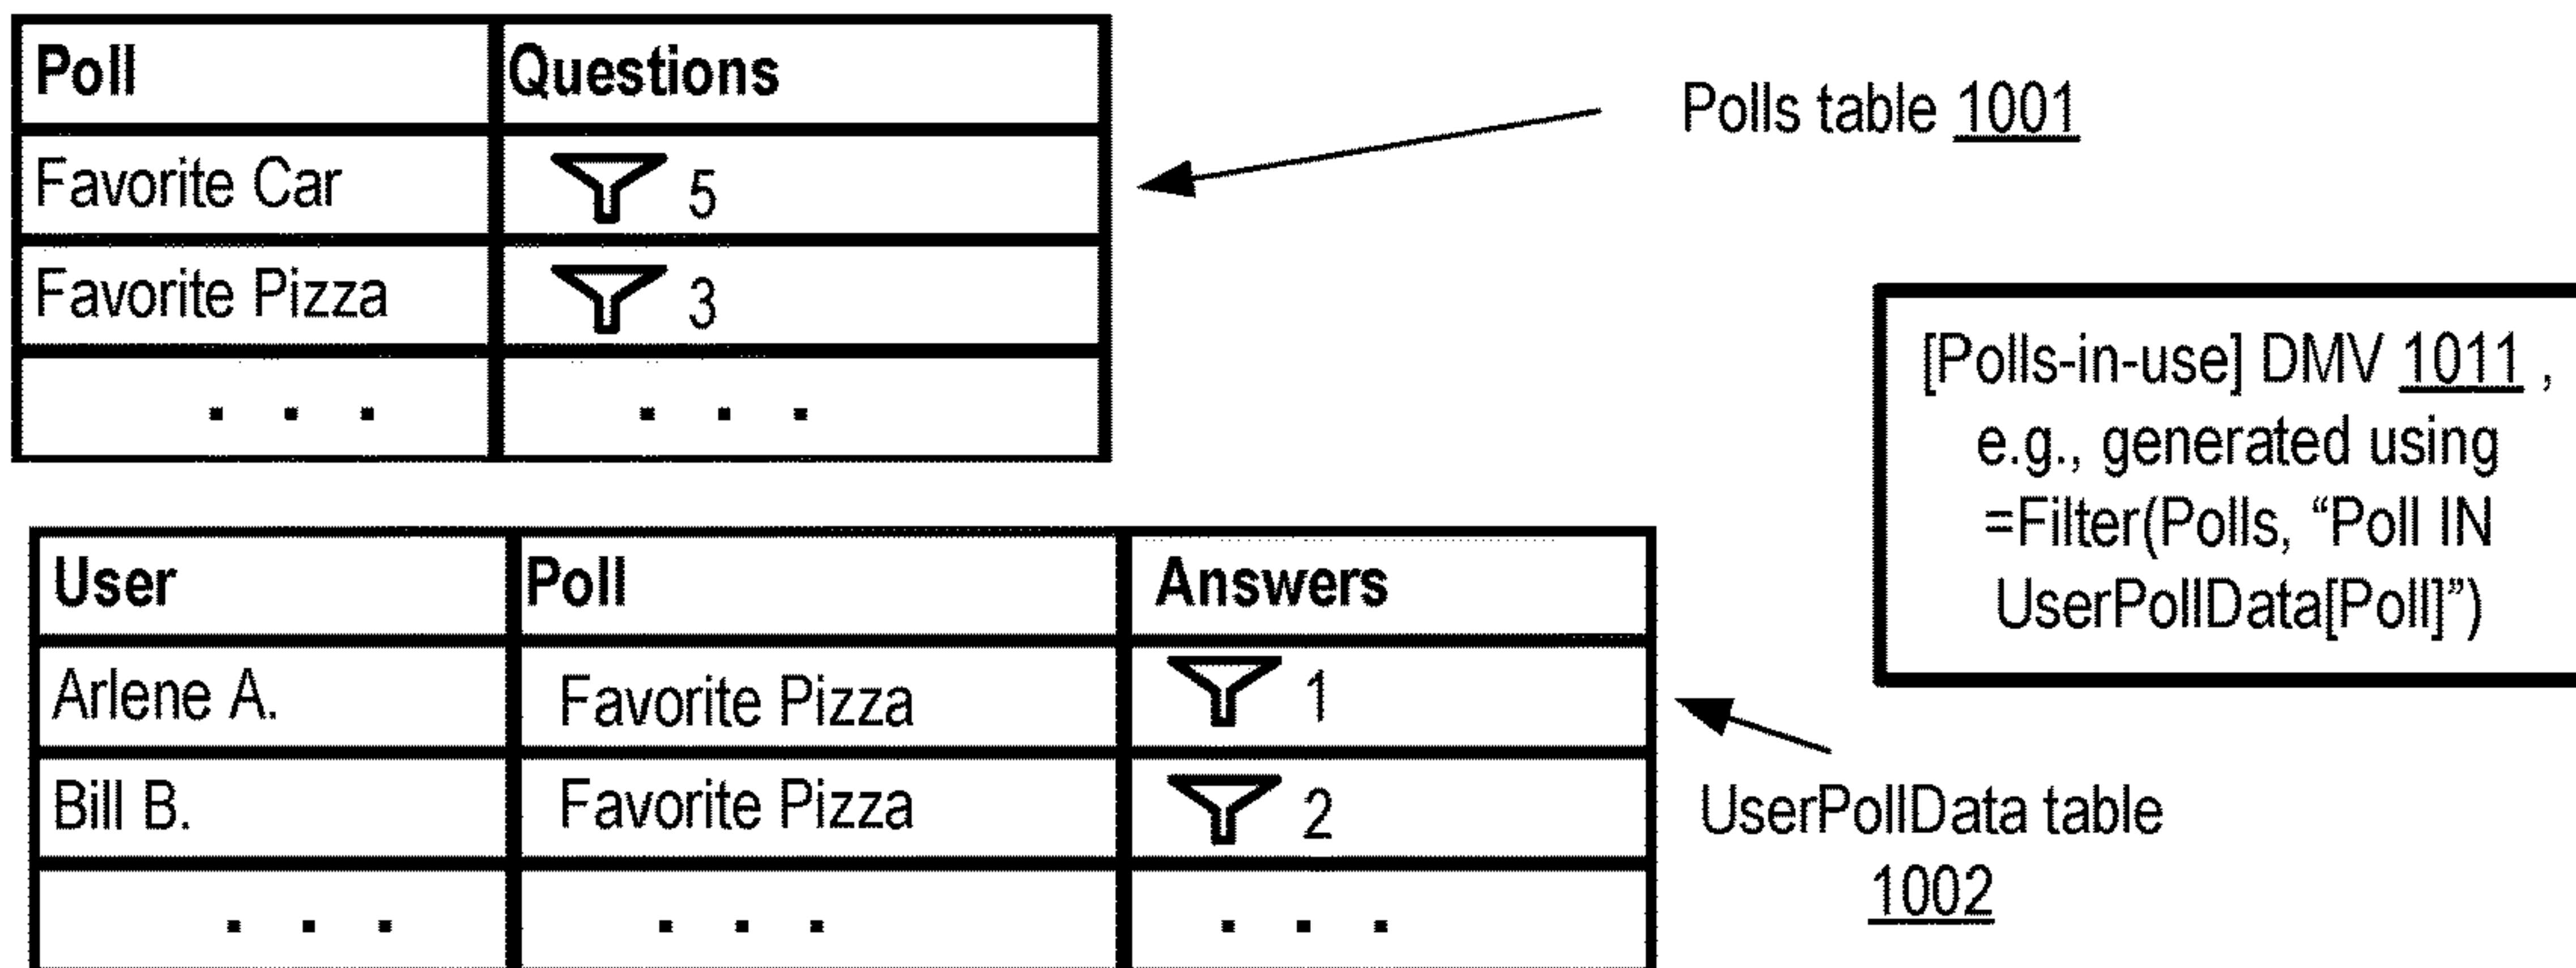 Poll Questions
Favorite Car 5
Favorite Pizza 3
. . . . . .
Polls table 1001
[Polls-in-use] DMV 1011 ,
e.g., generated using
=Filter(Polls, “Poll IN
UserPollData[Poll]”)
User Poll Answers
Arlene A. Favorite Pizza 1
Bill B. Favorite Pizza 2
. . . . . . . . .
UserPollData table
1002